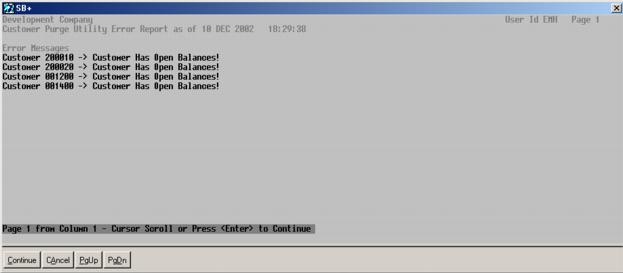 SB+
Development Company User Id EMH Page 1
Customer Purge Utility Error Report as of 10 DEC 2002 18:29:38
Error Messages
Customer 200010 -> Customer Has Open Balances!
Customer 200020 -> Customer Has Open Balances!
Customer 001200 -> Customer Has Open Balances!
Customer 001400 -> Customer Has Open Balances!
Page 1 from Column 1 - Cursor Scroll or Press <Enter> to Continue
Continue CAncel PgUp PgDn